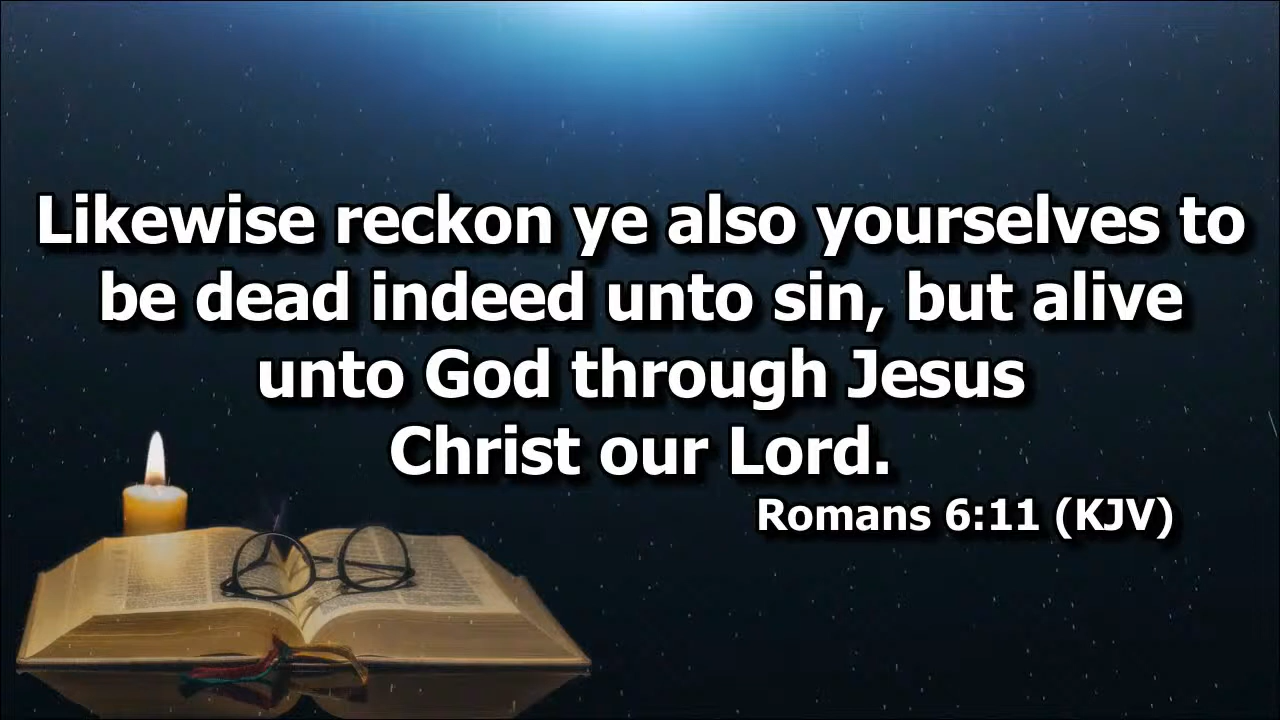 Likewise reckon ye also yourselves to
be dead indeed unto sin, but alive
unto God through Jesus
Christ our Lord.
Romans 6:11 (KJV)